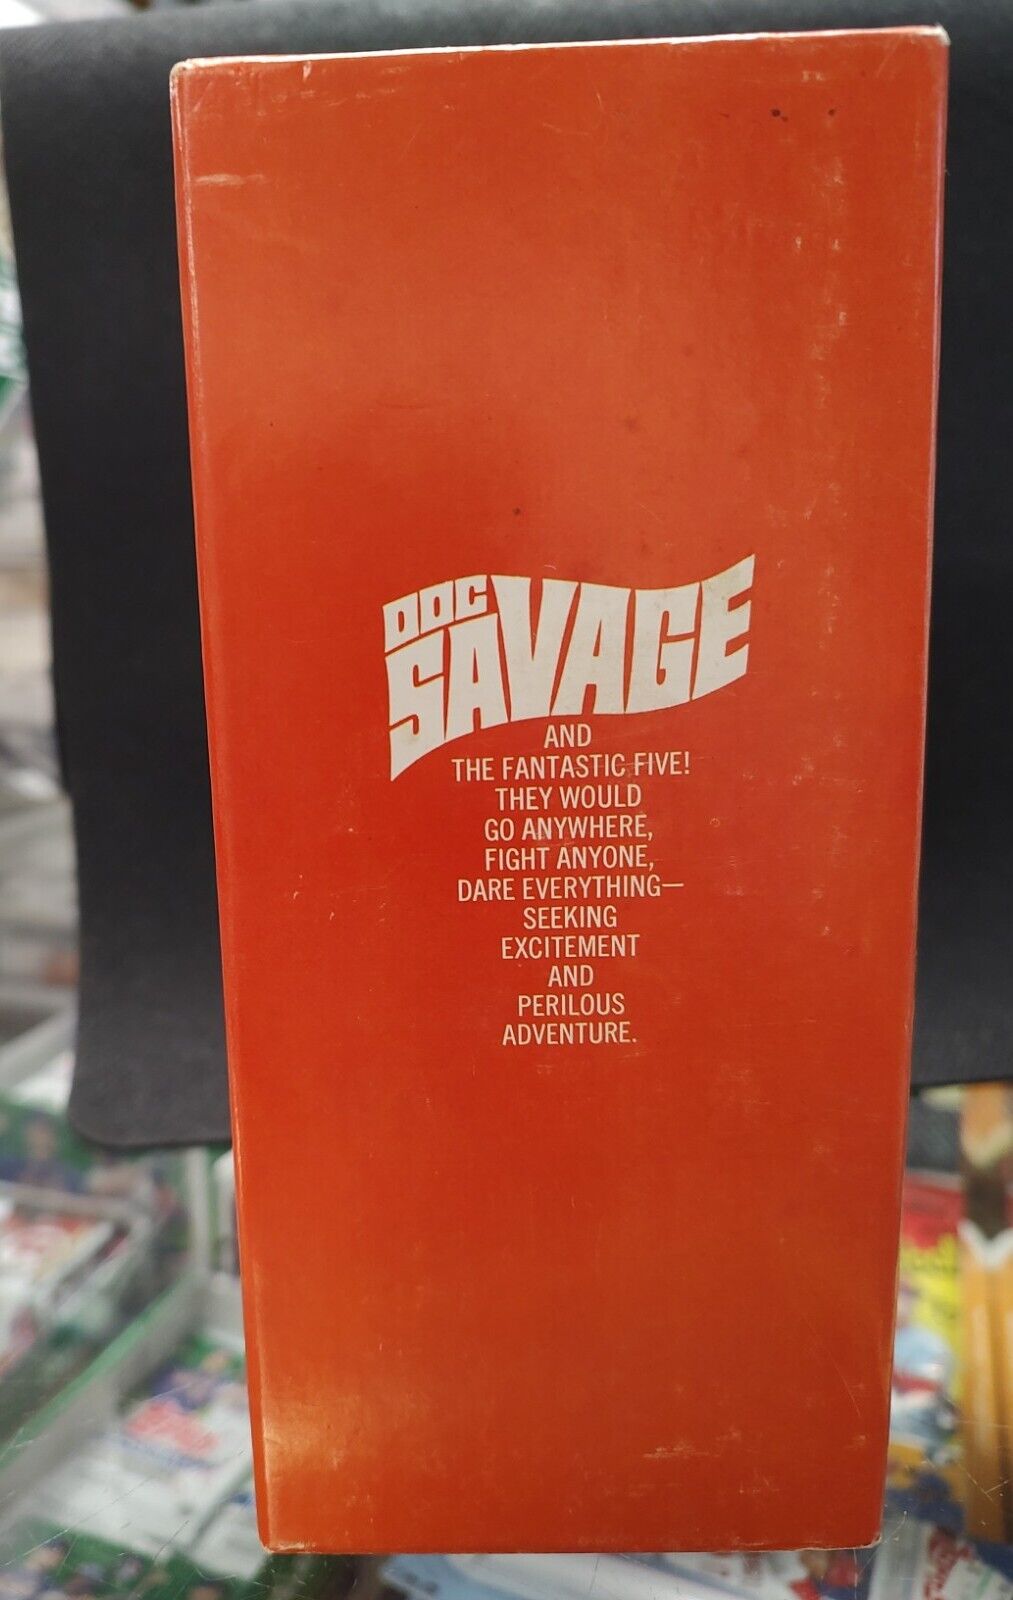 DOC
SAVAGE
AND
THE FANTASTIC FIVE!
THEY WOULD
GO ANYWHERE,
FIGHT ANYONE,
DARE EVERYTHING—
SEEKING
EXCITEMENT
AND
PERILOUS
ADVENTURE.